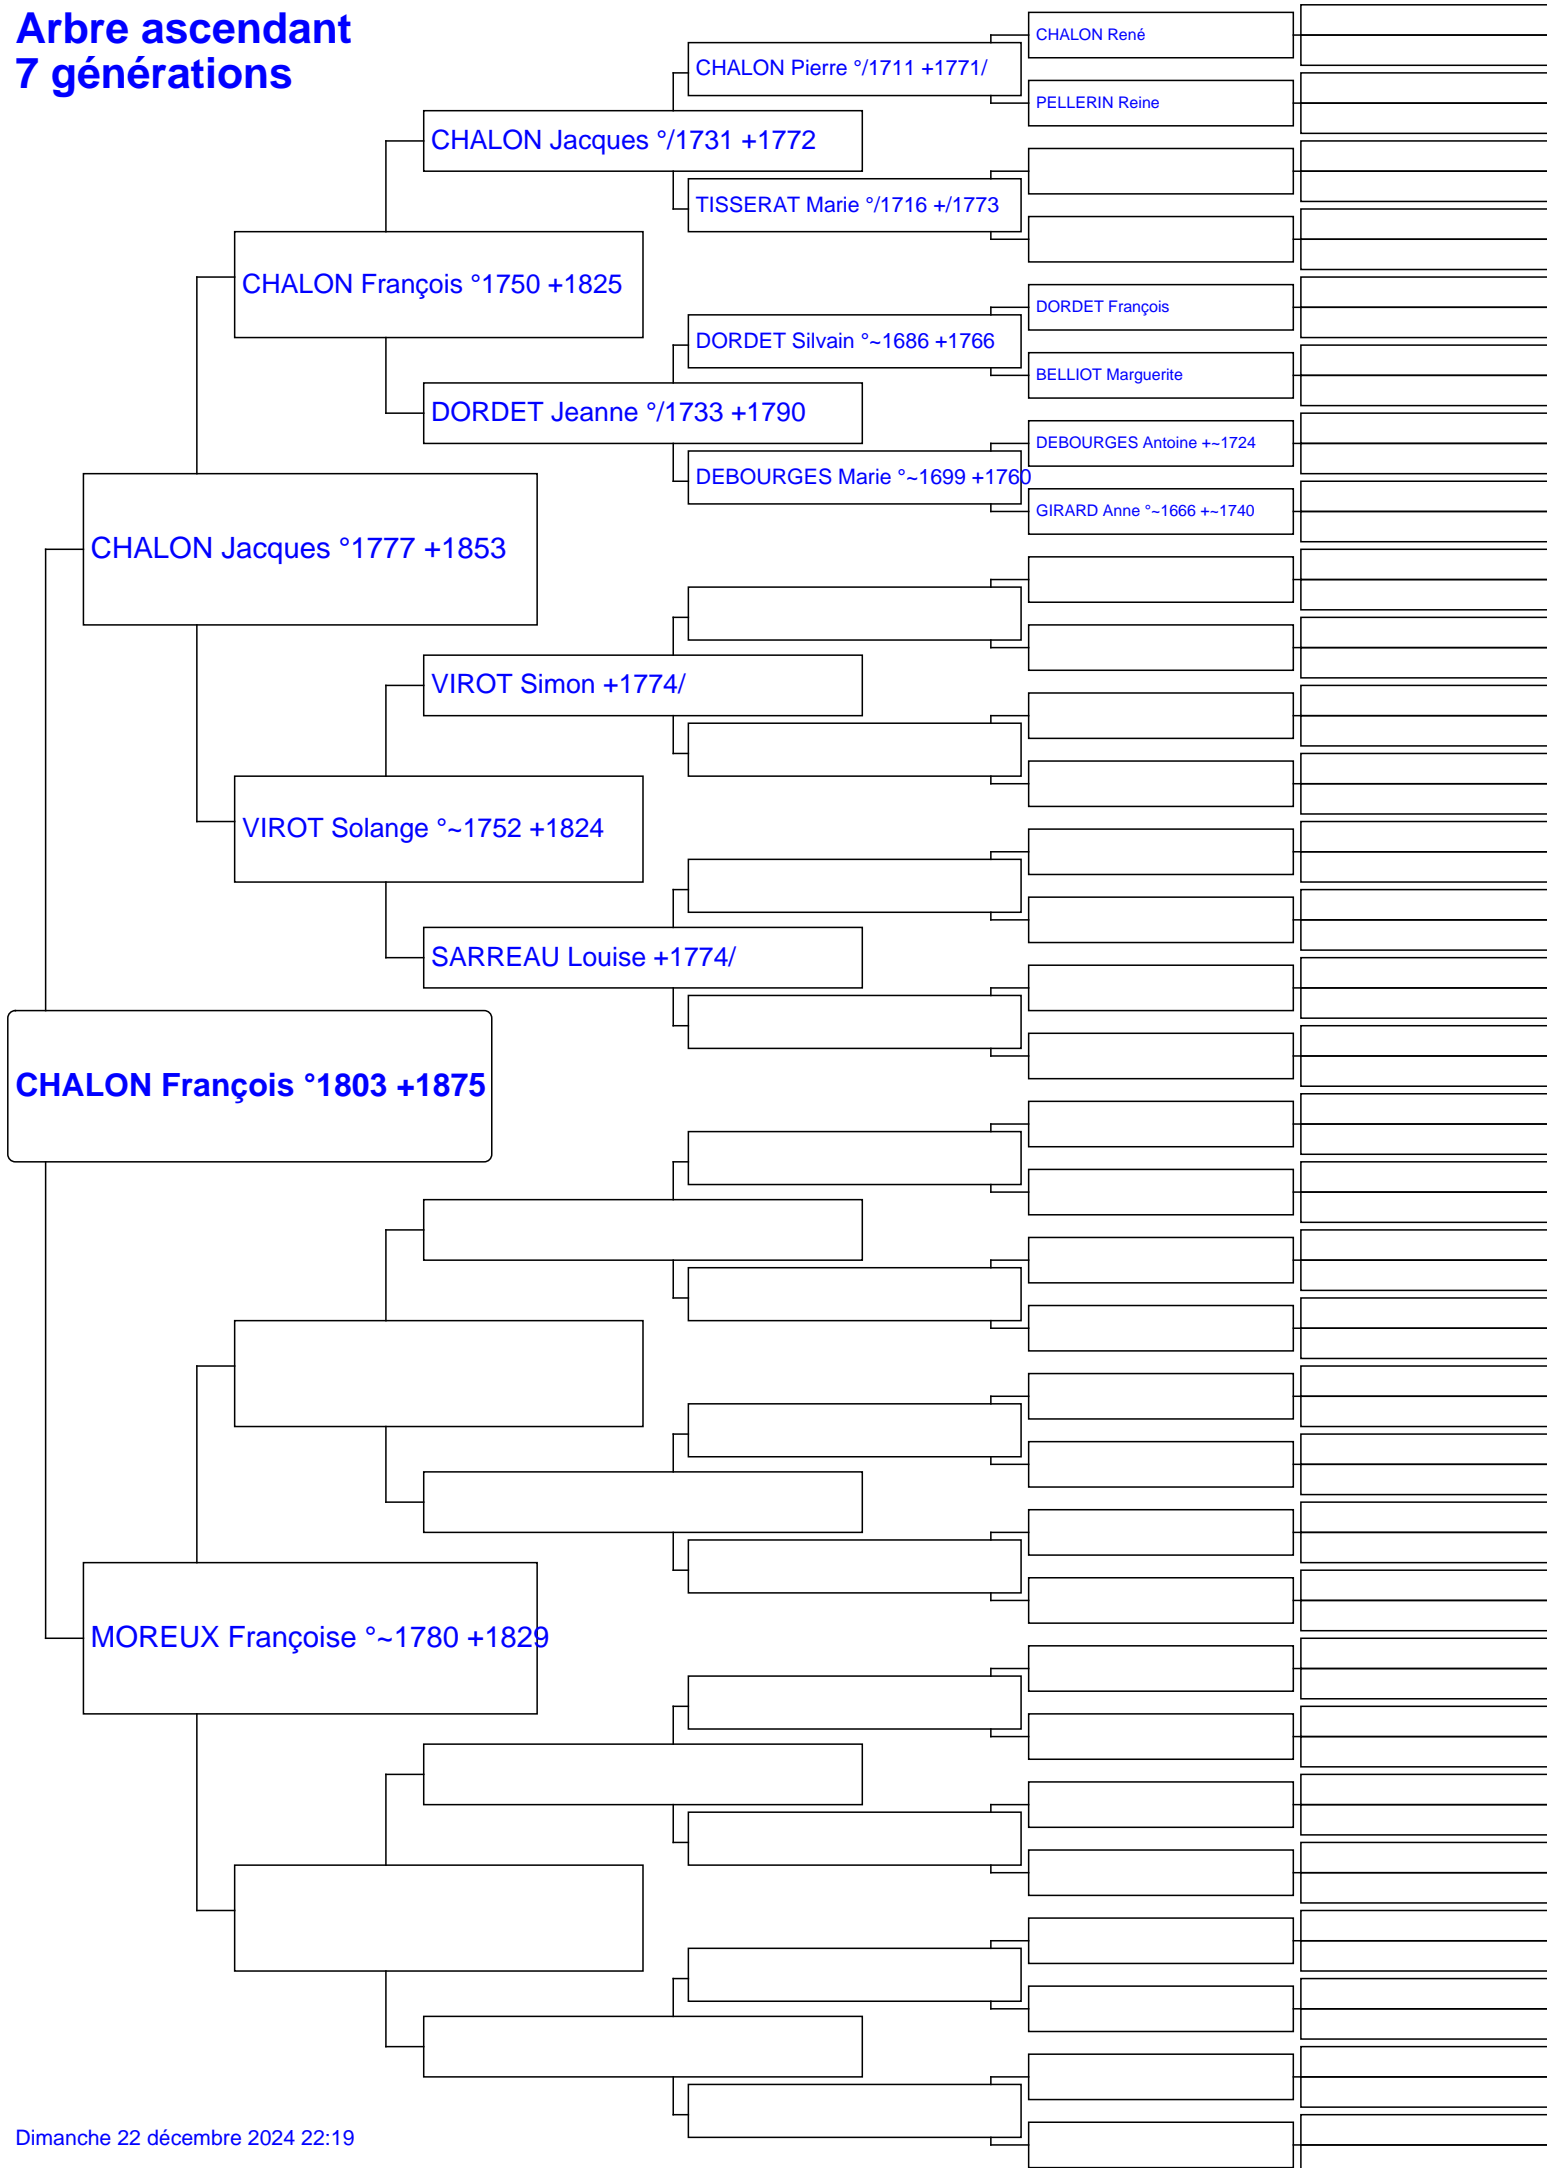 Arbre ascendant
7 générations
CHALON René
CHALON Pierre °/1711 +1771/
PELLERIN Reine
CHALON Jacques °/1731 +1772
TISSERAT Marie °/1716 +/1773
CHALON François °1750 +1825
DORDET François
DORDET Silvain °~1686 +1766
BELLIOT Marguerite
DORDET Jeanne °/1733 +1790
DEBOURGES Antoine +~1724
DEBOURGES Marie °~1699 +1760
GIRARD Anne °~1666 +~1740
CHALON Jacques °1777 +1853
VIROT Simon +1774/
VIROT Solange °~1752 +1824
SARREAU Louise +1774/
CHALON François °1803 +1875
MOREUX Françoise °~1780 +1829
Dimanche 22 décembre 2024 22:19